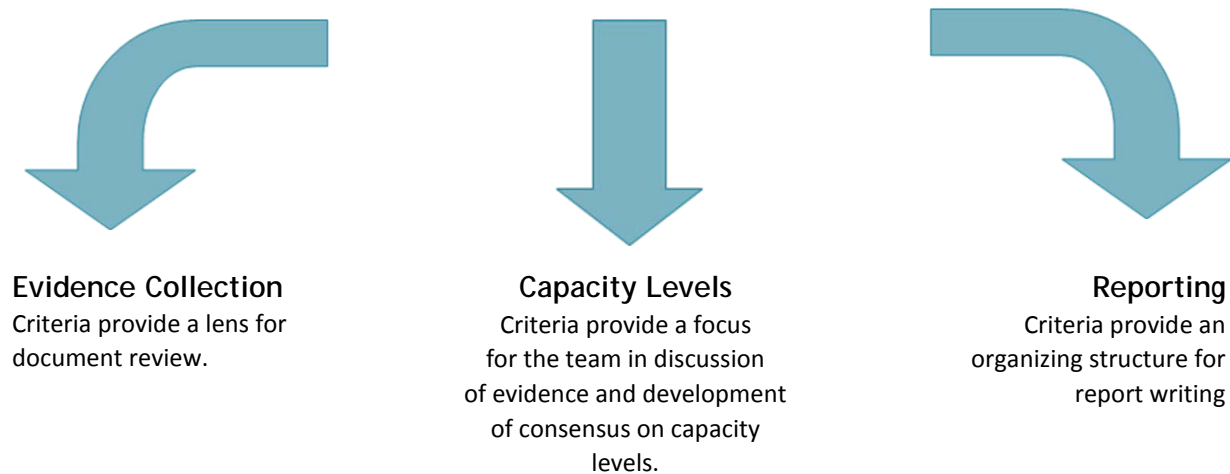 Evidence Collection
Criteria provide a lens for
document review.
Capacity Levels
Criteria provide a focus
for the team in discussion
of evidence and development
of consensus on capacity
levels.
Reporting
Criteria provide an
organizing structure for
report writing